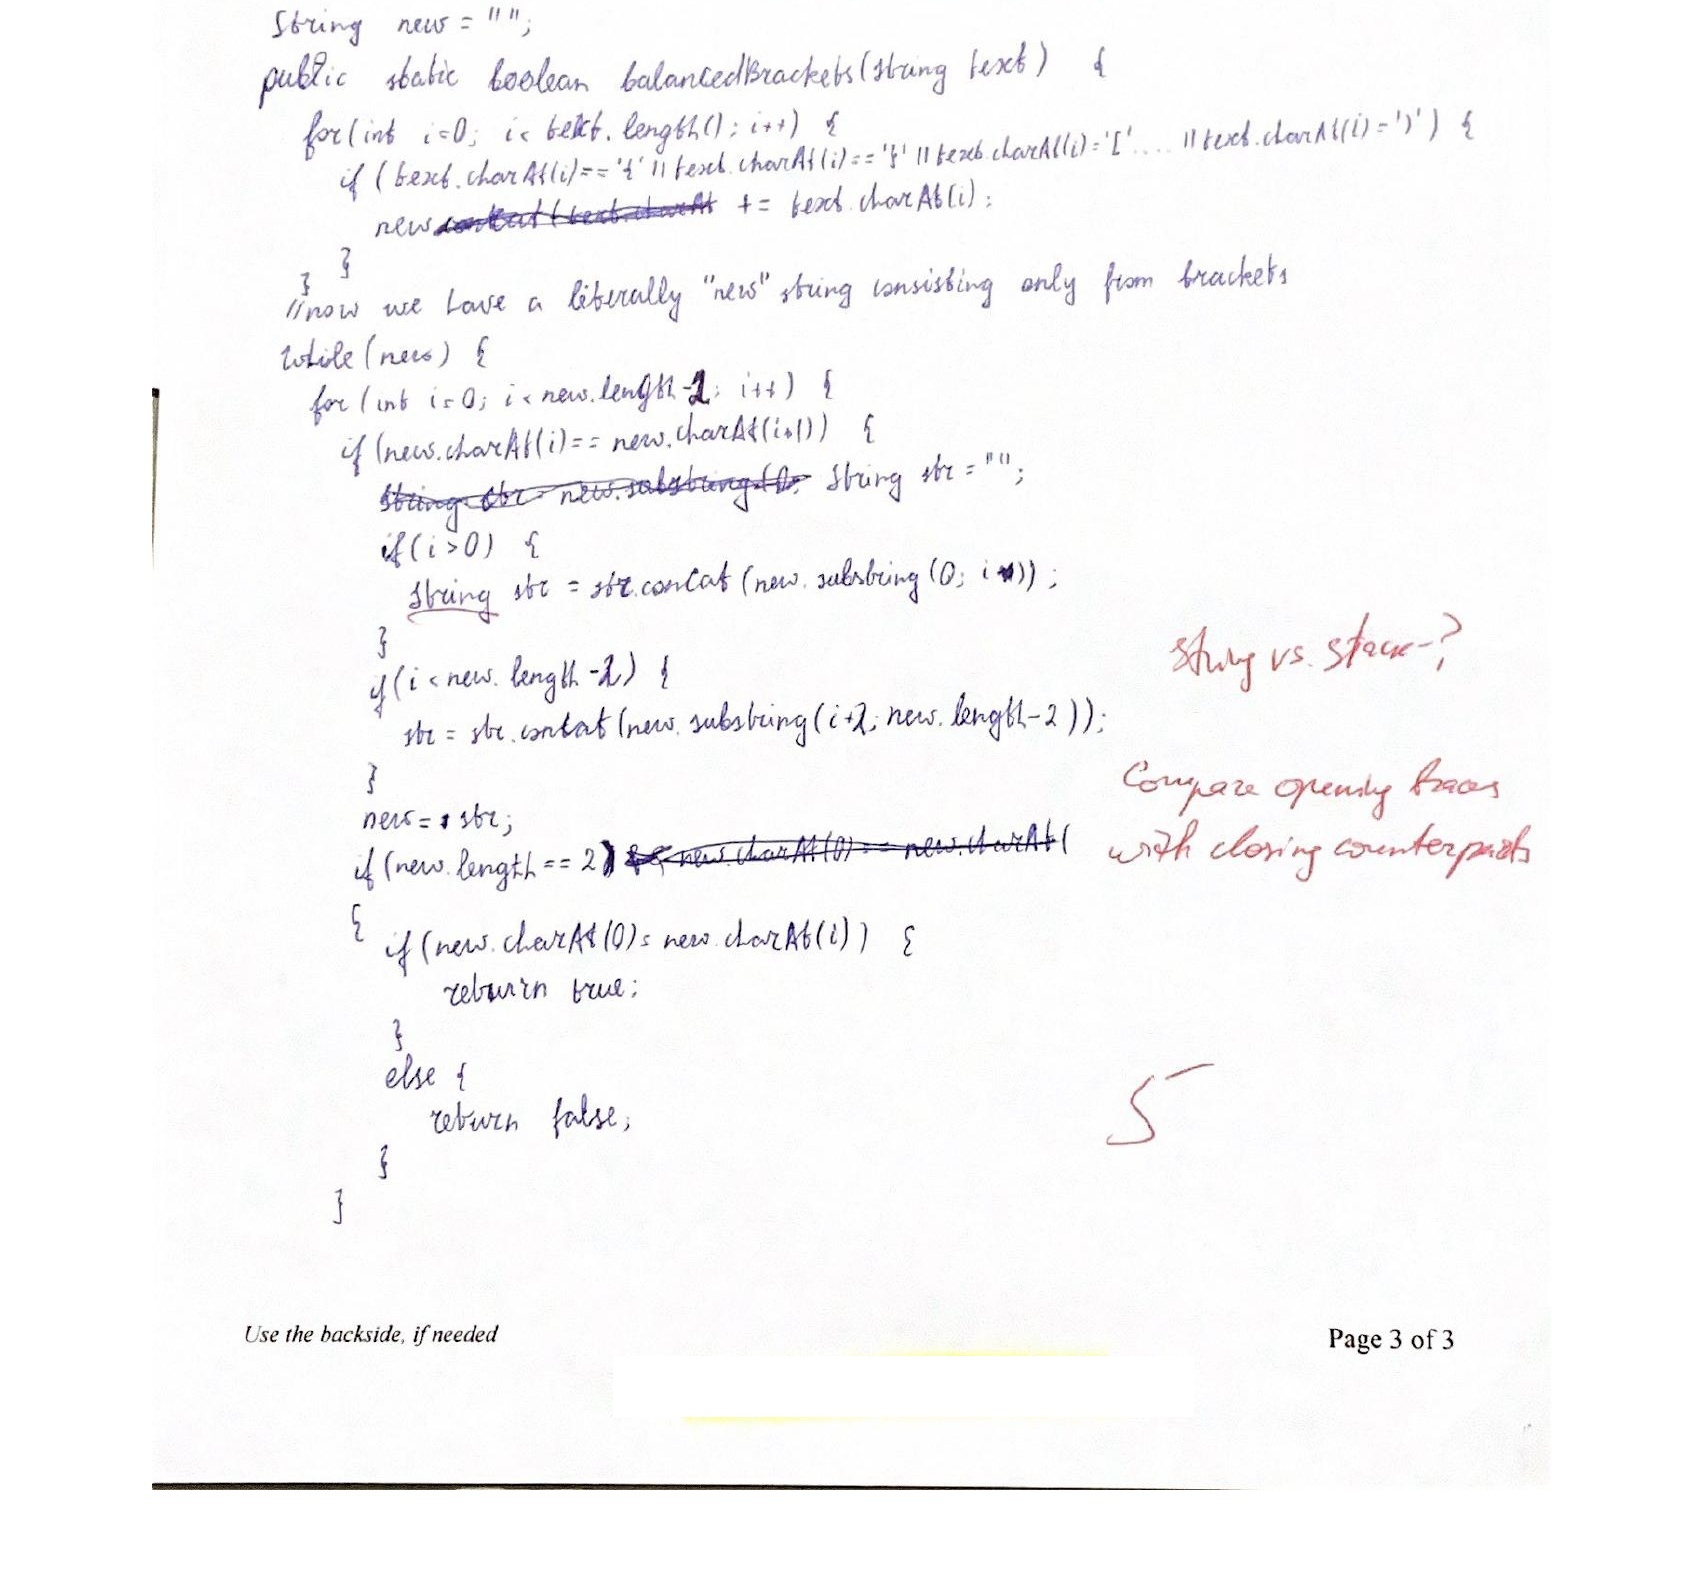 String new = "";
public static boolean balancedBrackets(String text) {
for(int i=0; i< text.length(); i++) {
if (text.charAt(i)=='{' || text.charAt(i)=='}' || text.charAt(i)='[' .... || text.charAt(i)=')') {
new concat(text.charAt += text.charAt(i);
}
}
//now we have a literally "new" string consisting only from brackets
while (new) {
for (int i=0; i< new.length-2; i++) {
if (new.charAt(i)== new.charAt(i+1)) {
String str = new.substring(0; String str = "";
if(i>0) {
String str = str.concat (new.substring (0; i));
}
if(i < new.length -2) {
str = str.concat (new.substring(i+2; new.length-2));
}
new= str;
if (new.length == 2) && new.charAt(0) == new.charAt(
{
if (new.charAt(0)= new.charAt(i)) {
return true;
}
else {
return false;
}
}
String vs. stack-?
Compare opening braces
with closing counterparts
5
Use the backside, if needed
Page 3 of 3